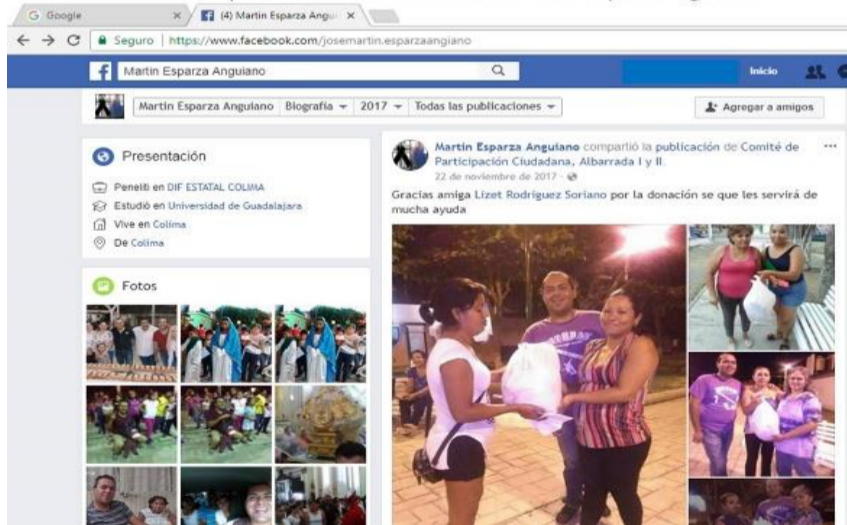 Google
(4) Martin Esparza Angui
Seguro | https://www.facebook.com/josemartin.esparzaangiano
Martin Esparza Anguiano
Inicio
Martin Esparza Anguiano Biografía 2017 Todas las publicaciones
Agregar a amigos
Presentación
Peneliti en DIF ESTATAL COLIMA
Estudió en Universidad de Guadalajara
Vive en Colima
De Colima
Fotos
Martin Esparza Anguiano compartió la publicación de Comité de
Participación Ciudadana, Albarrada I y II.
22 de noviembre de 2017
Gracias amiga Lizet Rodriguez Soriano por la donación se que les servirá de
mucha ayuda